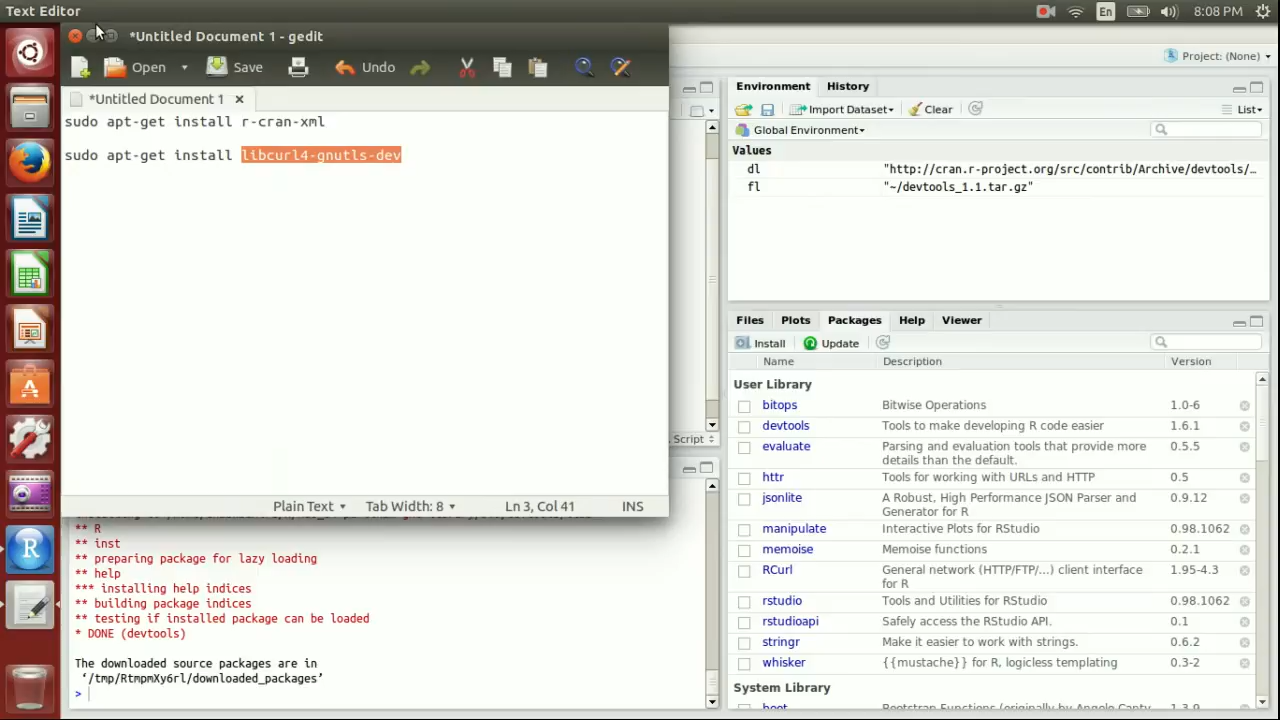 Text Editor
En
8:08 PM
*Untitled Document 1 - gedit
Open
Save
Undo
Project: (None)
*Untitled Document 1
sudo apt-get install r-cran-xml
sudo apt-get install libcurl4-gnutls-dev
Plain Text
Tab Width: 8
Ln 3, Col 41
INS
Environment
History
Import Dataset
Clear
List
Global Environment
Values
dl "http://cran.r-project.org/src/contrib/Archive/devtools/…
fl "~/devtools_1.1.tar.gz"
Script
Files
Plots
Packages
Help
Viewer
Install
Update
Name Description Version
User Library
bitops Bitwise Operations 1.0-6
devtools Tools to make developing R code easier 1.6.1
evaluate Parsing and evaluation tools that provide more 0.5.5
details than the default.
httr Tools for working with URLs and HTTP 0.5
jsonlite A Robust, High Performance JSON Parser and 0.9.12
Generator for R
manipulate Interactive Plots for RStudio 0.98.1062
memoise Memoise functions 0.2.1
RCurl General network (HTTP/FTP/...) client interface 1.95-4.3
for R
rstudio Tools and Utilities for RStudio 0.98.1062
rstudioapi Safely access the RStudio API. 0.1
stringr Make it easier to work with strings. 0.6.2
whisker {{mustache}} for R, logicless templating 0.3-2
System Library
** R
** inst
** preparing package for lazy loading
** help
*** installing help indices
** building package indices
** testing if installed package can be loaded
* DONE (devtools)
The downloaded source packages are in
‘/tmp/RtmpmXy6rl/downloaded_packages’
>